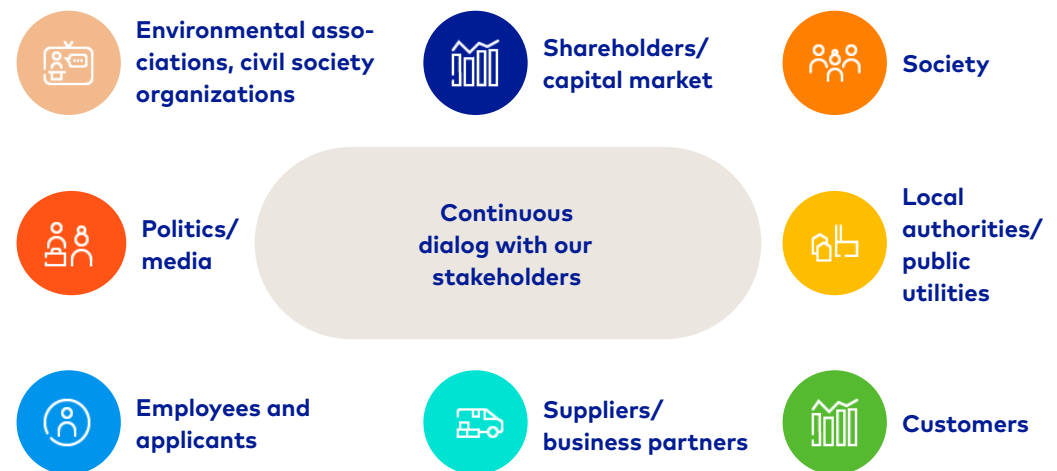 Environmental asso-
ciations, civil society
organizations
Shareholders/
capital market
Society
Politics/
media
Continuous
dialog with our
stakeholders
Local
authorities/
public
utilities
Employees and
applicants
Suppliers/
business partners
Customers